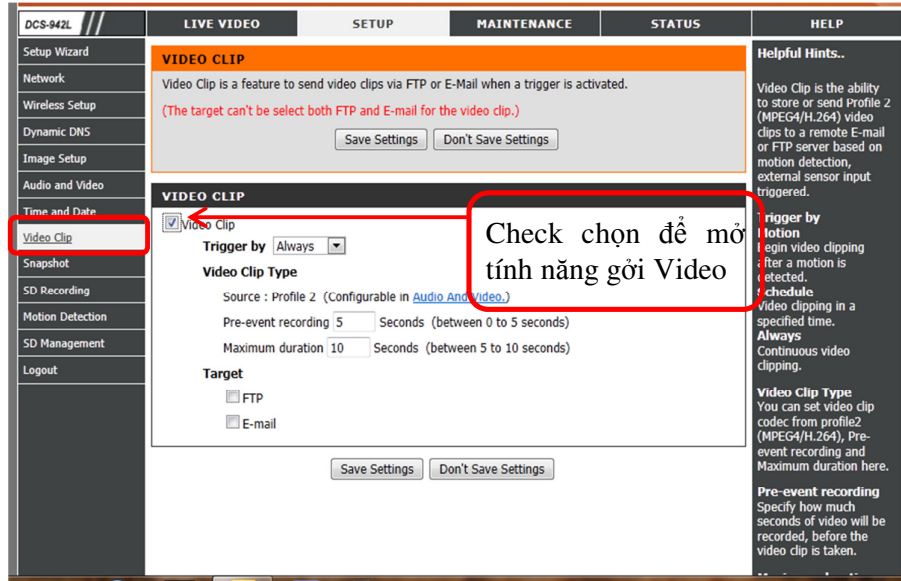 DCS-942L
LIVE VIDEO
SETUP
MAINTENANCE
STATUS
HELP
Setup Wizard
Network
Wireless Setup
Dynamic DNS
Image Setup
Audio and Video
Time and Date
Video Clip
Snapshot
SD Recording
Motion Detection
SD Management
Logout
VIDEO CLIP
Video Clip is a feature to send video clips via FTP or E-Mail when a trigger is activated.
(The target can't be select both FTP and E-mail for the video clip.)
Save Settings
Don't Save Settings
VIDEO CLIP
Video Clip
Trigger by Always
Video Clip Type
Source : Profile 2 (Configurable in Audio And Video.)
Pre-event recording 5 Seconds (between 0 to 5 seconds)
Maximum duration 10 Seconds (between 5 to 10 seconds)
Target
FTP
E-mail
Save Settings
Don't Save Settings
Check chọn để mở
tính năng gởi Video
Helpful Hints..
Video Clip is the ability
to store or send Profile 2
(MPEG4/H.264) video
clips to a remote E-mail
or FTP server based on
motion detection,
external sensor input
triggered.
Trigger by
Motion
Begin video clipping
after a motion is
detected.
Schedule
Video clipping in a
specified time.
Always
Continuous video
clipping.
Video Clip Type
You can set video clip
codec from profile2
(MPEG4/H.264), Pre-
event recording and
Maximum duration here.
Pre-event recording
Specify how much
seconds of video will be
recorded, before the
video clip is taken.